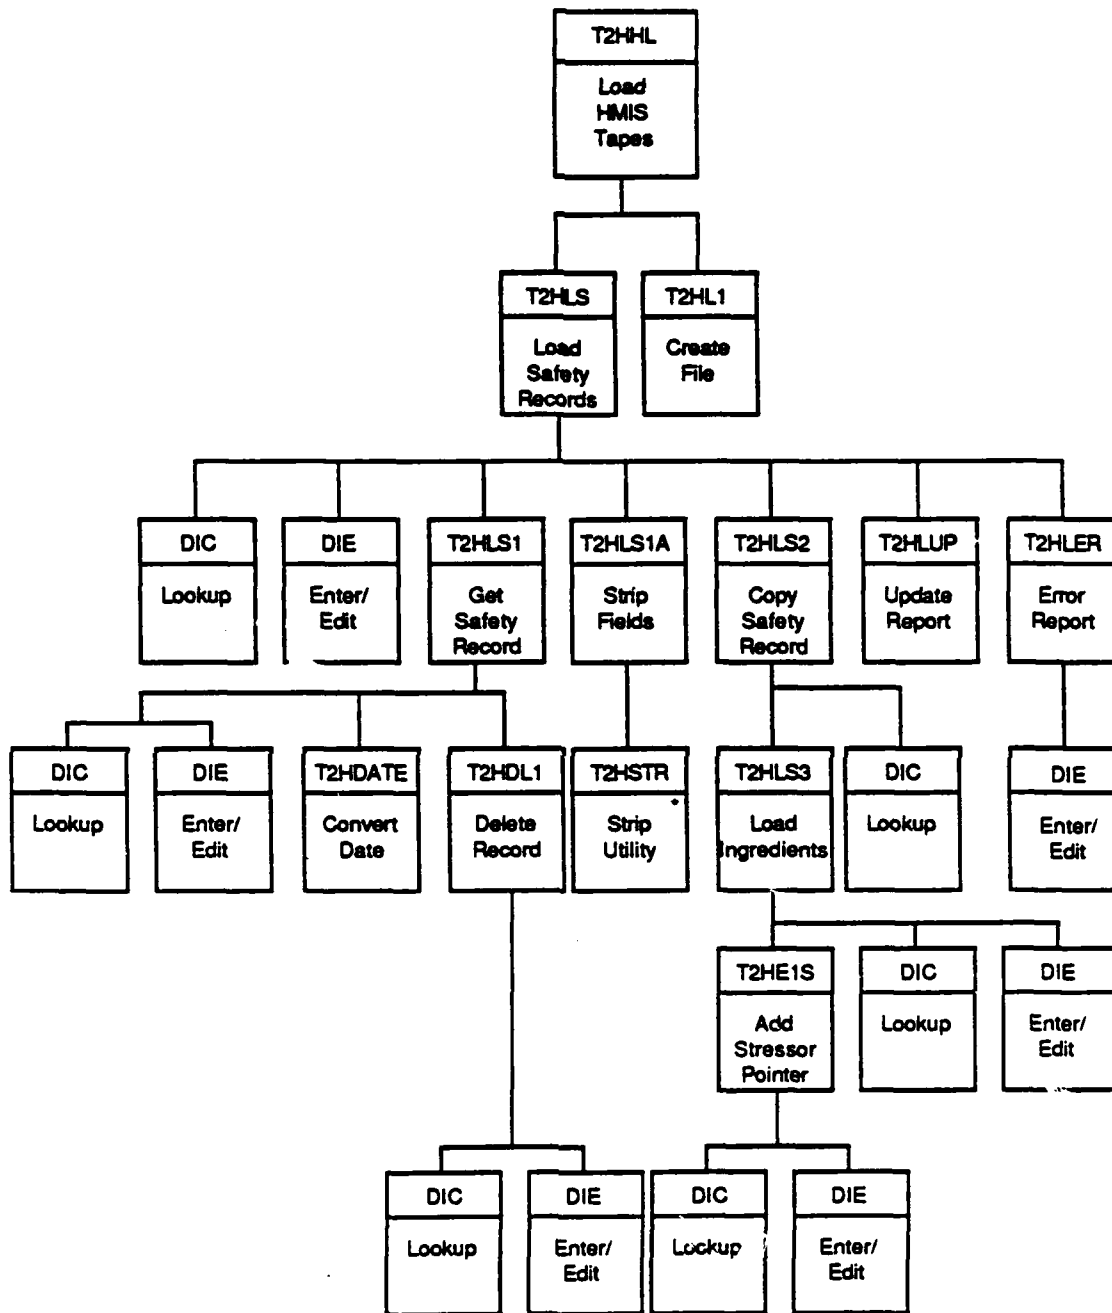 T2HHL
Load
HMIS
Tapes
T2HLS
Load
Safety
Records
T2HL1
Create
File
DIC
Lookup
DIE
Enter/
Edit
T2HLS1
Get
Safety
Record
T2HLS1A
Strip
Fields
T2HLS2
Copy
Safety
Record
T2HLUP
Update
Report
T2HLER
Error
Report
DIC
Lookup
DIE
Enter/
Edit
T2HDATE
Convert
Date
T2HDL1
Delete
Record
T2HSTR
*
Strip
Utility
T2HLS3
Load
Ingredients
DIC
Lookup
DIE
Enter/
Edit
T2HE1S
Add
Stressor
Pointer
DIC
Lookup
DIE
Enter/
Edit
DIC
Lookup
DIE
Enter/
Edit
DIC
Lookup
DIE
Enter/
Edit